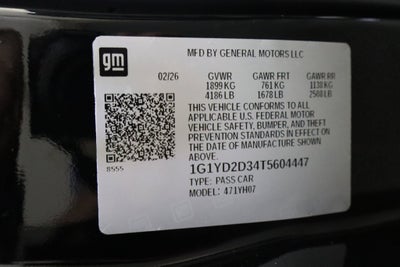 gm
MFD BY GENERAL MOTORS LLC
02/26 GVWR GAWR FRT GAWR RR
1899 KG 761 KG 1138 KG
4186 LB 1678 LB 2508 LB
THIS VEHICLE CONFORMS TO ALL
APPLICABLE U.S. FEDERAL MOTOR
VEHICLE SAFETY, BUMPER, AND THEFT
PREVENTION STANDARDS IN EFFECT ON
THE DATE OF MANUFACTURE SHOWN
ABOVE.
8555
1G1YD2D34T5604447
TYPE: PASS CAR
MODEL: 471YH07